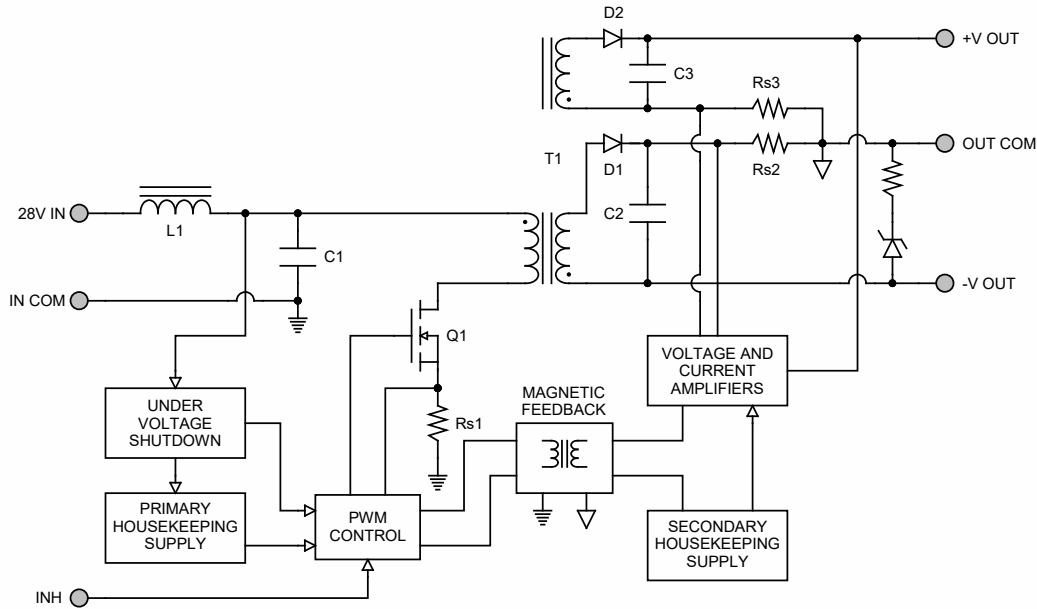 D2
+V OUT
C3
Rs3
OUT COM
T1
D1
Rs2
28V IN
L1
C1
C2
IN COM
-V OUT
Q1
VOLTAGE AND
CURRENT
AMPLIFIERS
MAGNETIC
FEEDBACK
UNDER
VOLTAGE
SHUTDOWN
Rs1
PRIMARY
HOUSEKEEPING
SUPPLY
PWM
CONTROL
SECONDARY
HOUSEKEEPING
SUPPLY
INH